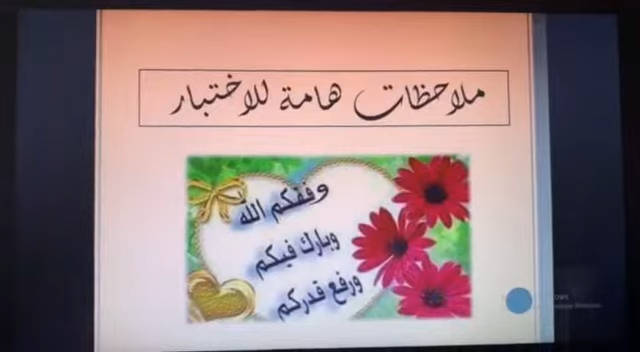 ملاحظات هامة للاختبار
وفقكم الله
وبارك فيكم
ورفع قدركم